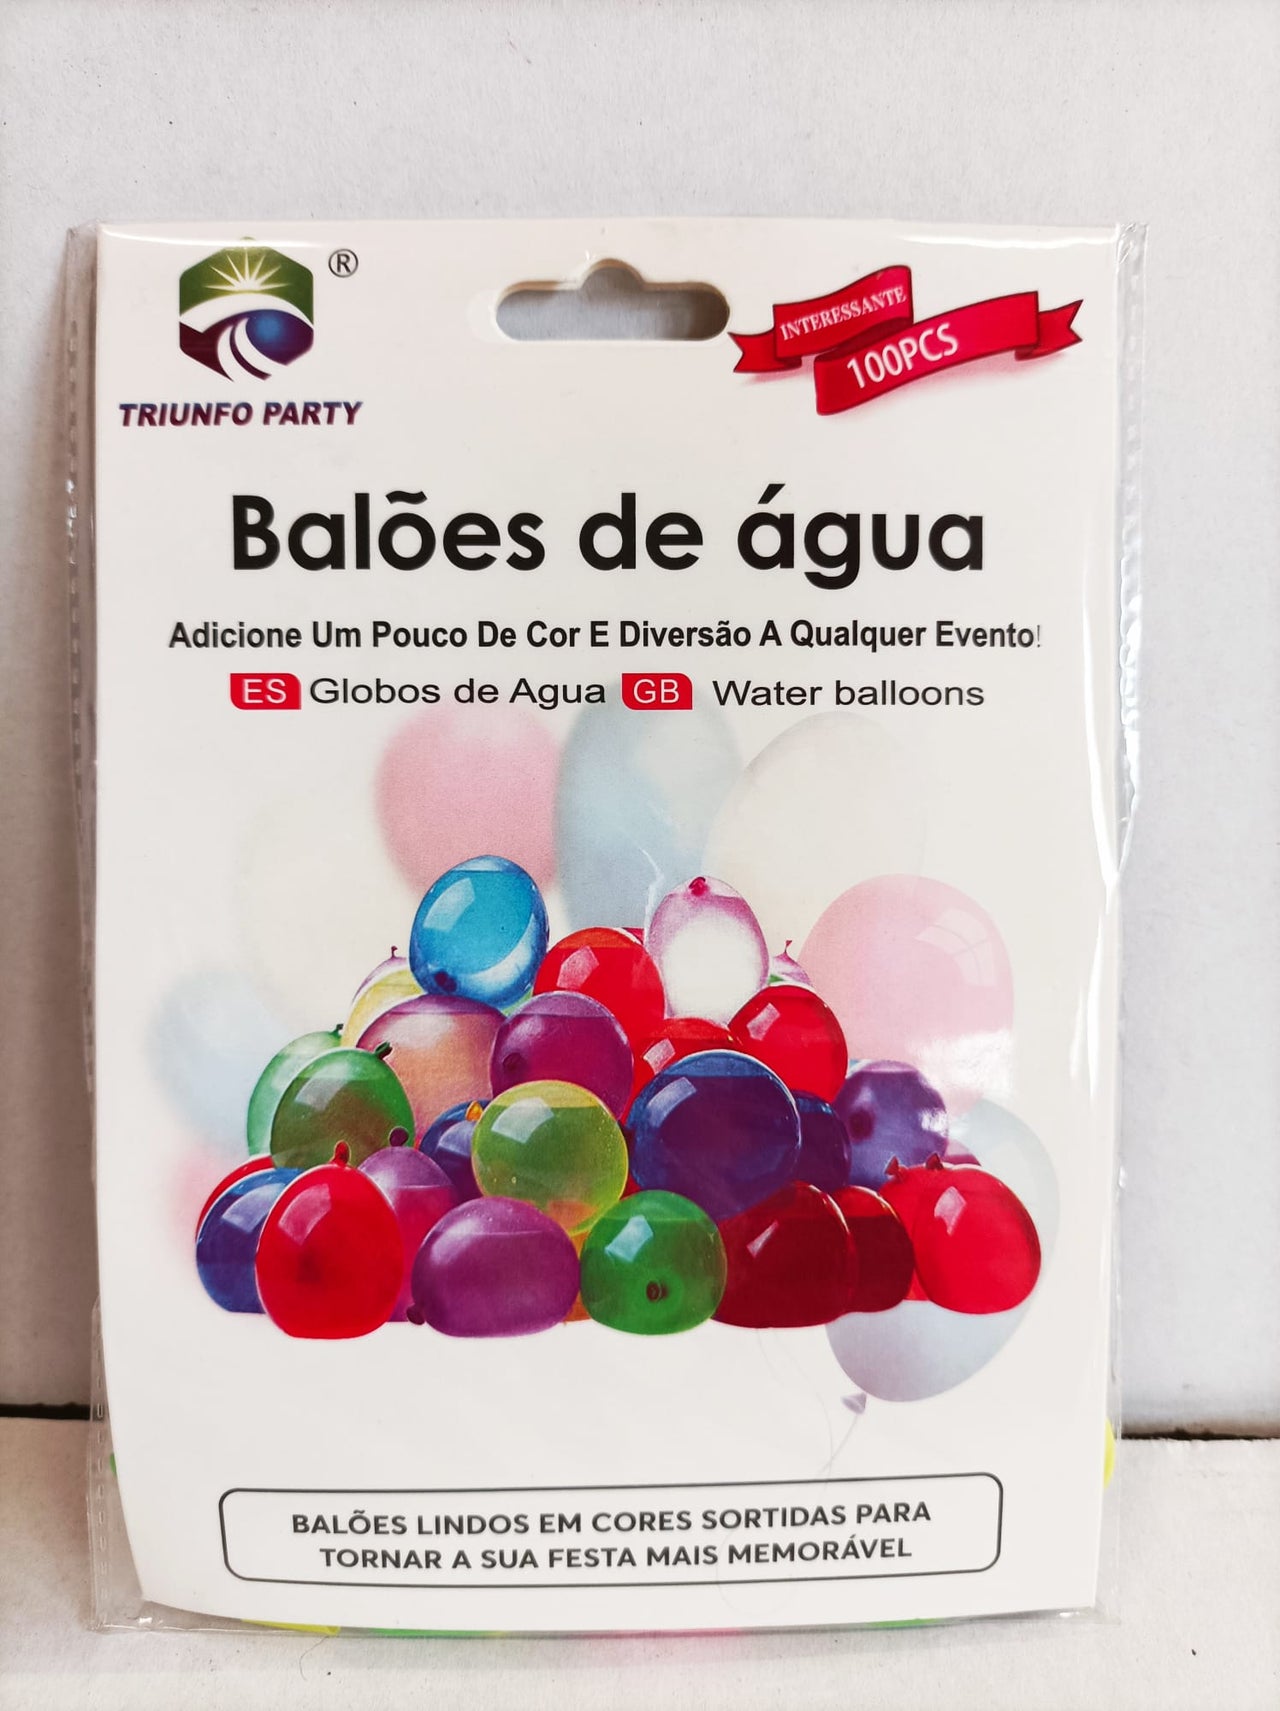 ®
TRIUNFO PARTY
INTERESSANTE
100PCS
Balões de água
Adicione Um Pouco De Cor E Diversão A Qualquer Evento!
ES Globos de Agua GB Water balloons
BALÕES LINDOS EM CORES SORTIDAS PARA
TORNAR A SUA FESTA MAIS MEMORÁVEL